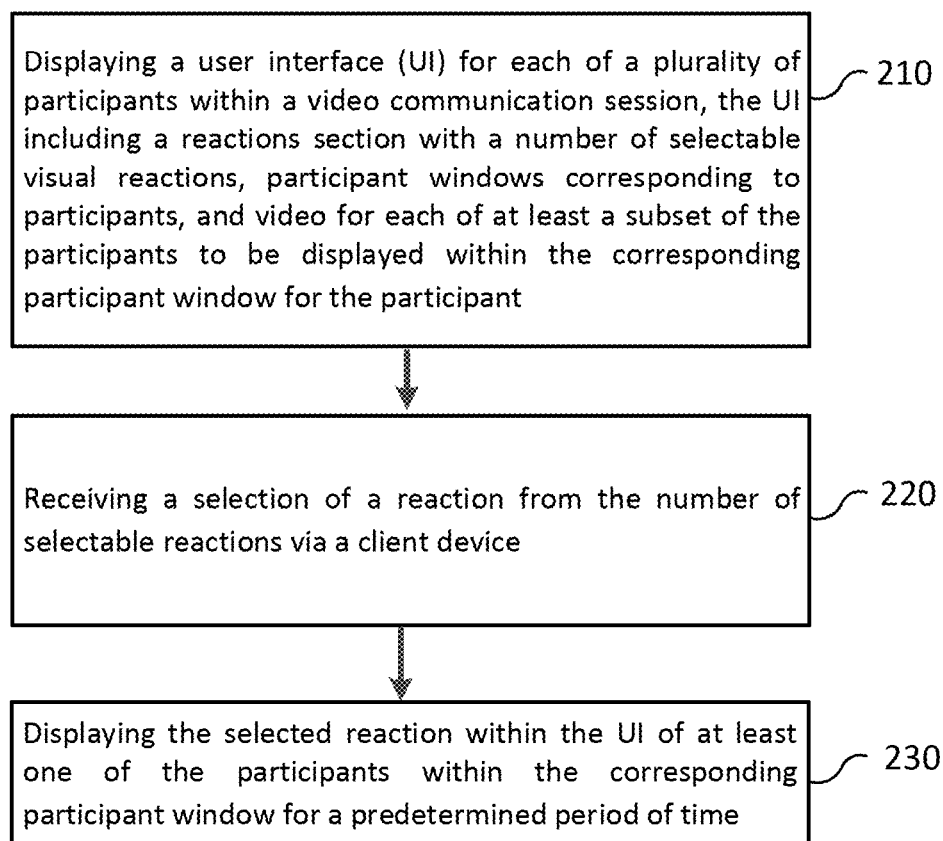 Displaying a user interface (UI) for each of a plurality of
participants within a video communication session, the UI
including a reactions section with a number of selectable
visual reactions, participant windows corresponding to
participants, and video for each of at least a subset of the
participants to be displayed within the corresponding
participant window for the participant
210
Receiving a selection of a reaction from the number of
selectable reactions via a client device
220
Displaying the selected reaction within the UI of at least
one of the participants within the corresponding
participant window for a predetermined period of time
230